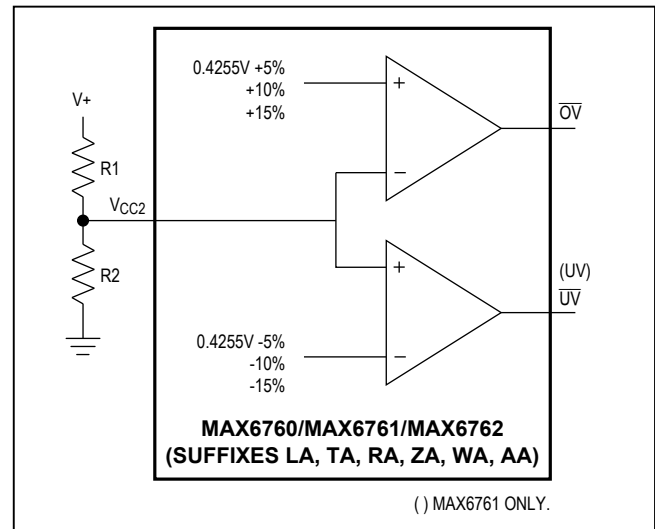 0.4255V +5%
+10%
+15%
V+
R1
VCC2
R2
+
−
OV
+
−
(UV)
UV
0.4255V -5%
-10%
-15%
MAX6760/MAX6761/MAX6762
(SUFFIXES LA, TA, RA, ZA, WA, AA)
( ) MAX6761 ONLY.